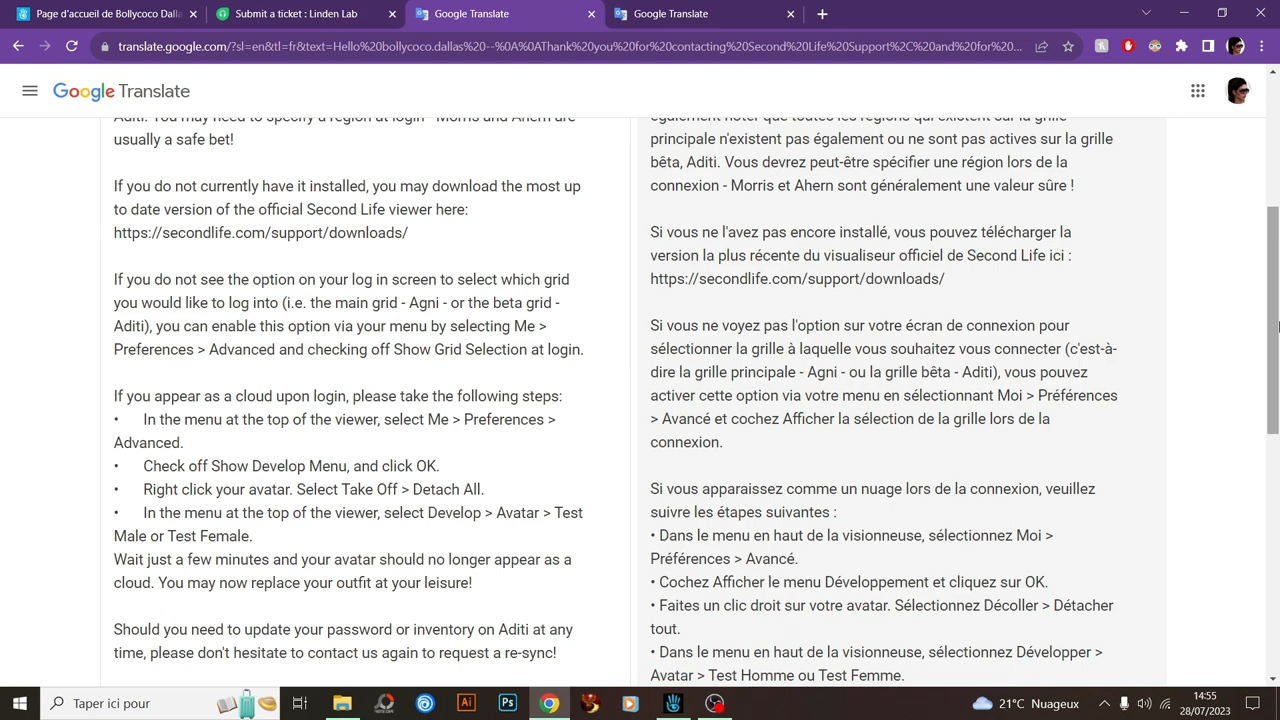 Page d'accueil de Bollycoco Dalla
Submit a ticket : Linden Lab
Google Translate
Google Translate
translate.google.com/?sl=en&tl=fr&text=Hello%20bollycoco.dallas%20--%0A%0AThank%20you%20for%20contacting%20Second%20Life%20Support%2C%20and%20for%20...
Google Translate
usually a safe bet!
If you do not currently have it installed, you may download the most up
to date version of the official Second Life viewer here:
https://secondlife.com/support/downloads/
If you do not see the option on your log in screen to select which grid
you would like to log into (i.e. the main grid - Agni - or the beta grid -
Aditi), you can enable this option via your menu by selecting Me >
Preferences > Advanced and checking off Show Grid Selection at login.
If you appear as a cloud upon login, please take the following steps:
• In the menu at the top of the viewer, select Me > Preferences >
Advanced.
• Check off Show Develop Menu, and click OK.
• Right click your avatar. Select Take Off > Detach All.
• In the menu at the top of the viewer, select Develop > Avatar > Test
Male or Test Female.
Wait just a few minutes and your avatar should no longer appear as a
cloud. You may now replace your outfit at your leisure!
Should you need to update your password or inventory on Aditi at any
time, please don't hesitate to contact us again to request a re-sync!
également noter que toutes les régions qui existent sur la grille
principale n'existent pas également ou ne sont pas actives sur la grille
bêta, Aditi. Vous devrez peut-être spécifier une région lors de la
connexion - Morris et Ahern sont généralement une valeur sûre !
Si vous ne l'avez pas encore installé, vous pouvez télécharger la
version la plus récente du visualiseur officiel de Second Life ici :
https://secondlife.com/support/downloads/
Si vous ne voyez pas l'option sur votre écran de connexion pour
sélectionner la grille à laquelle vous souhaitez vous connecter (c'est-à-
dire la grille principale - Agni - ou la grille bêta - Aditi), vous pouvez
activer cette option via votre menu en sélectionnant Moi > Préférences
> Avancé et cochez Afficher la sélection de la grille lors de la
connexion.
Si vous apparaissez comme un nuage lors de la connexion, veuillez
suivre les étapes suivantes :
• Dans le menu en haut de la visionneuse, sélectionnez Moi >
Préférences > Avancé.
• Cochez Afficher le menu Développement et cliquez sur OK.
• Faites un clic droit sur votre avatar. Sélectionnez Décoller > Détacher
tout.
• Dans le menu en haut de la visionneuse, sélectionnez Développer >
Avatar > Test Homme ou Test Femme.
Taper ici pour
Ai
Ps
21°C Nuageux
14:55
28/07/2023